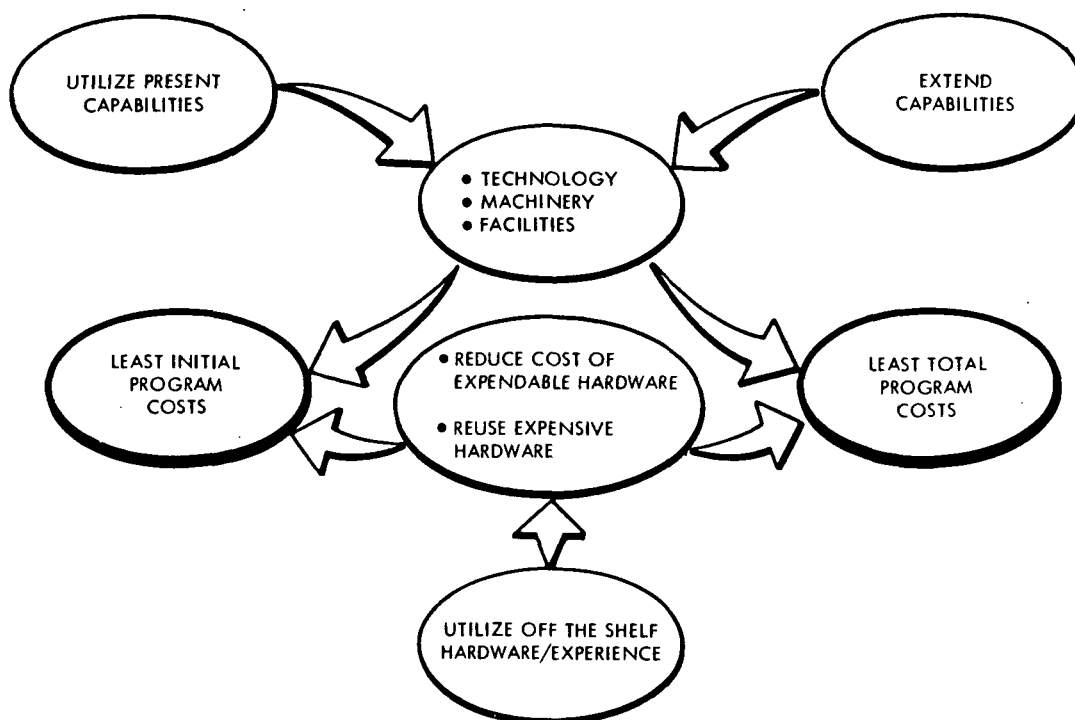 UTILIZE PRESENT
CAPABILITIES
EXTEND
CAPABILITIES
• TECHNOLOGY
• MACHINERY
• FACILITIES
LEAST INITIAL
PROGRAM
COSTS
• REDUCE COST OF
EXPENDABLE HARDWARE
• REUSE EXPENSIVE
HARDWARE
LEAST TOTAL
PROGRAM
COSTS
UTILIZE OFF THE SHELF
HARDWARE/EXPERIENCE